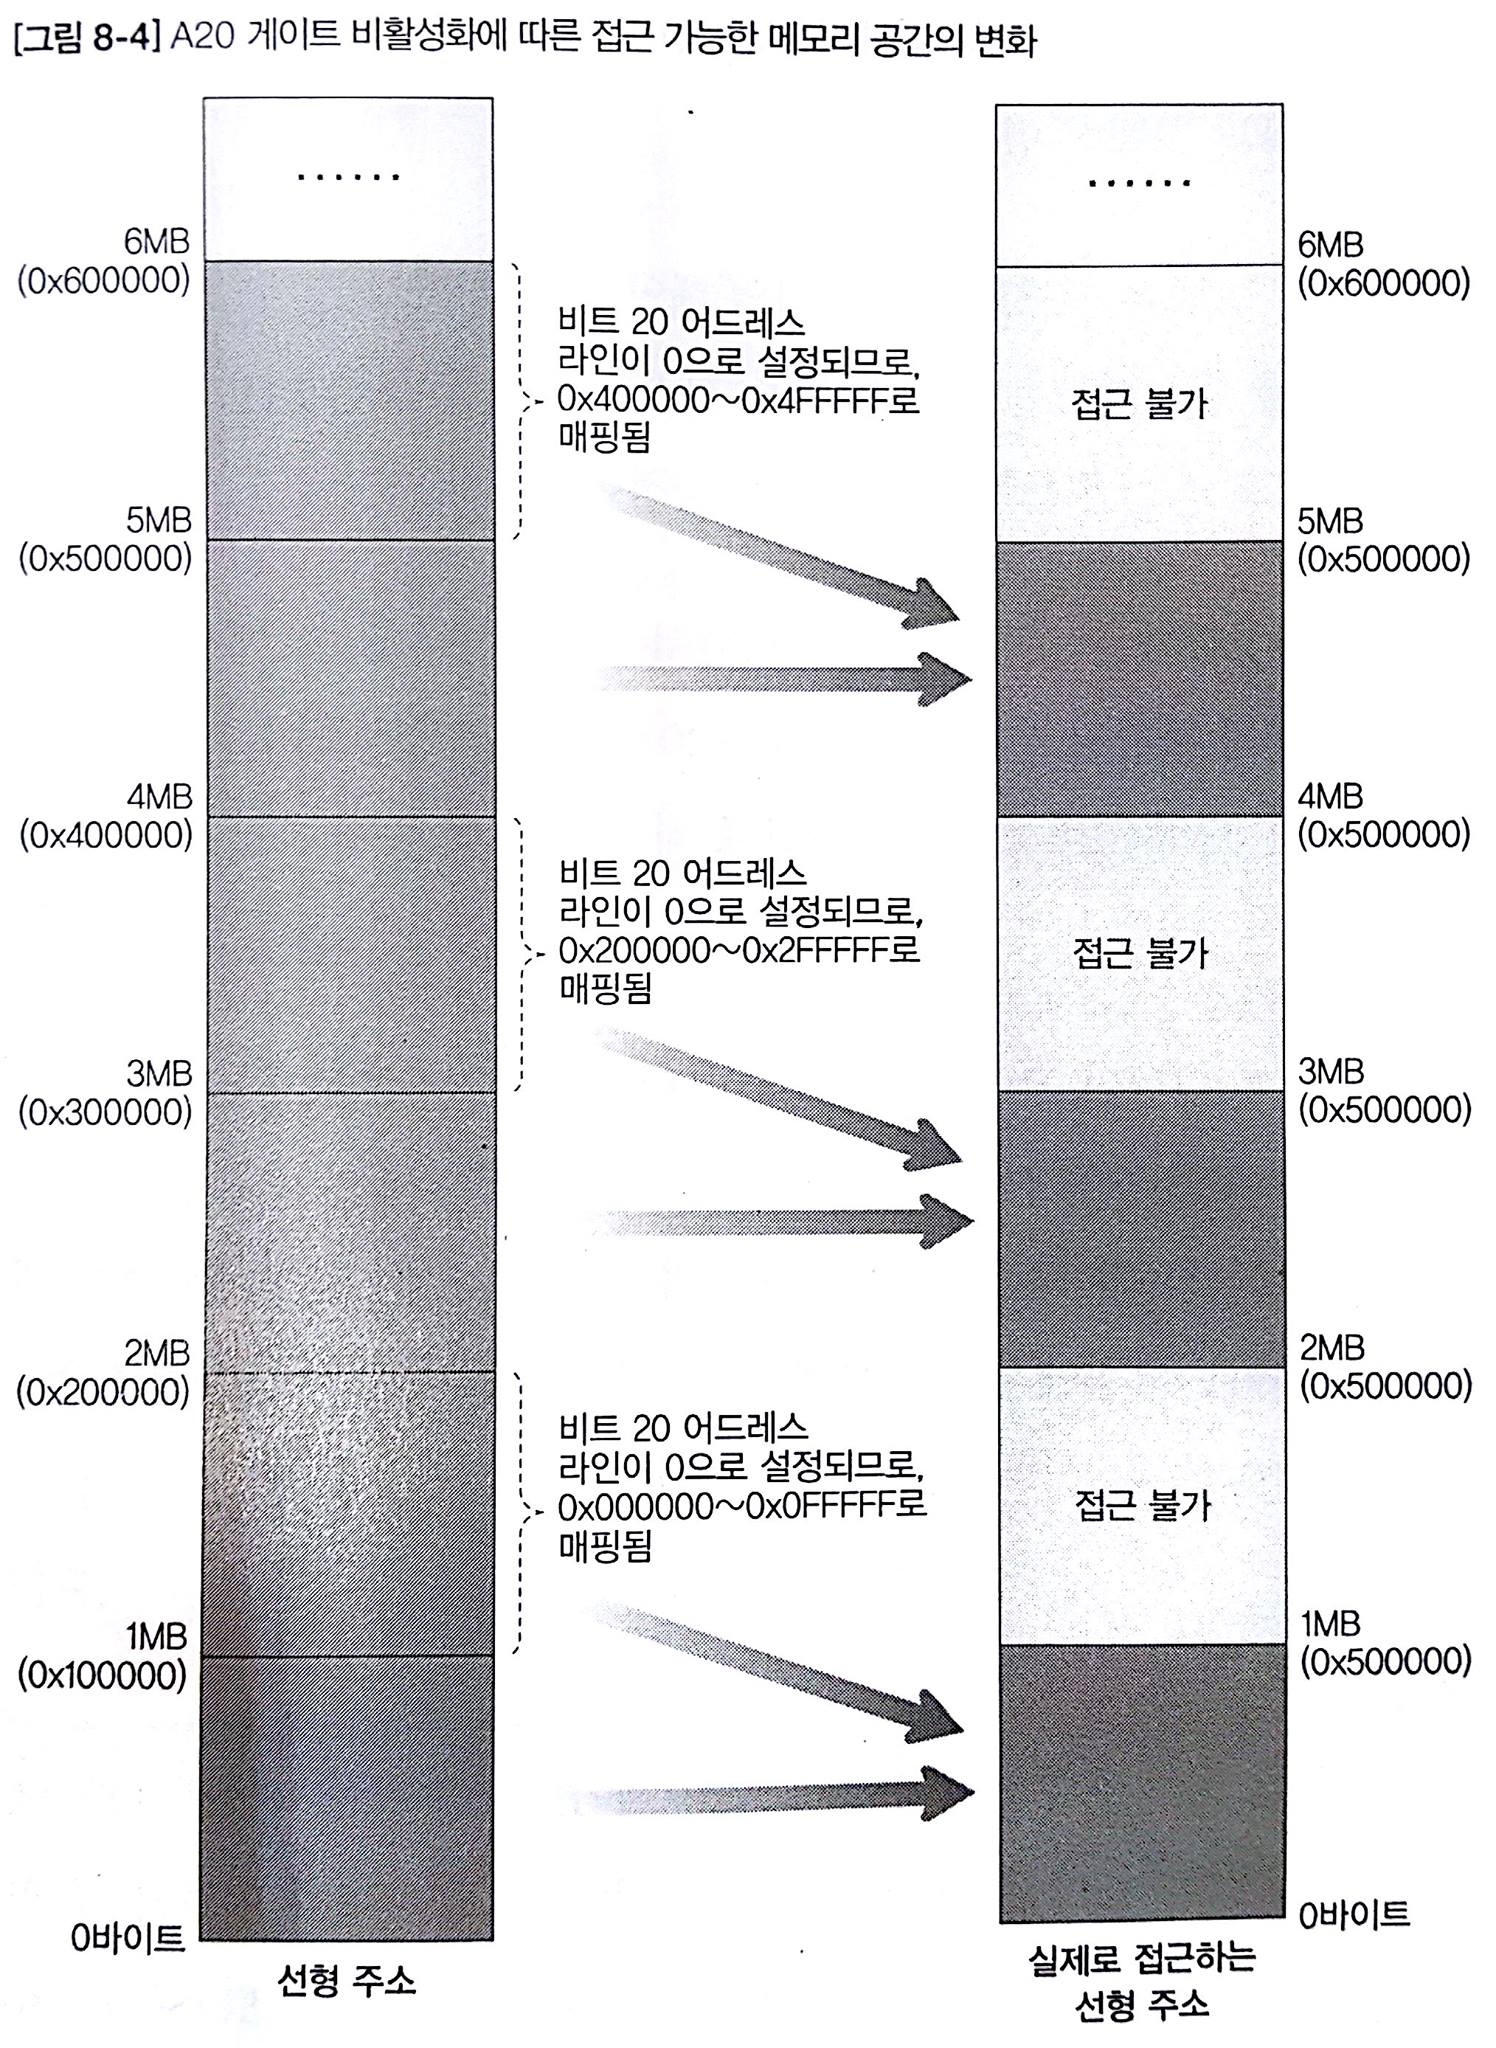 [그림 8-4] A20 게이트 비활성화에 따른 접근 가능한 메모리 공간의 변화
......
6MB
(0x600000)
5MB
(0x500000)
4MB
(0x400000)
3MB
(0x300000)
2MB
(0x200000)
1MB
(0x100000)
0바이트
선형 주소
비트 20 어드레스
라인이 0으로 설정되므로,
0x400000~0x4FFFFF로
매핑됨
비트 20 어드레스
라인이 0으로 설정되므로,
0x200000~0x2FFFFF로
매핑됨
비트 20 어드레스
라인이 0으로 설정되므로,
0x000000~0x0FFFFF로
매핑됨
......
6MB
(0x600000)
접근 불가
5MB
(0x500000)
4MB
(0x500000)
접근 불가
3MB
(0x500000)
2MB
(0x500000)
접근 불가
1MB
(0x500000)
0바이트
실제로 접근하는
선형 주소